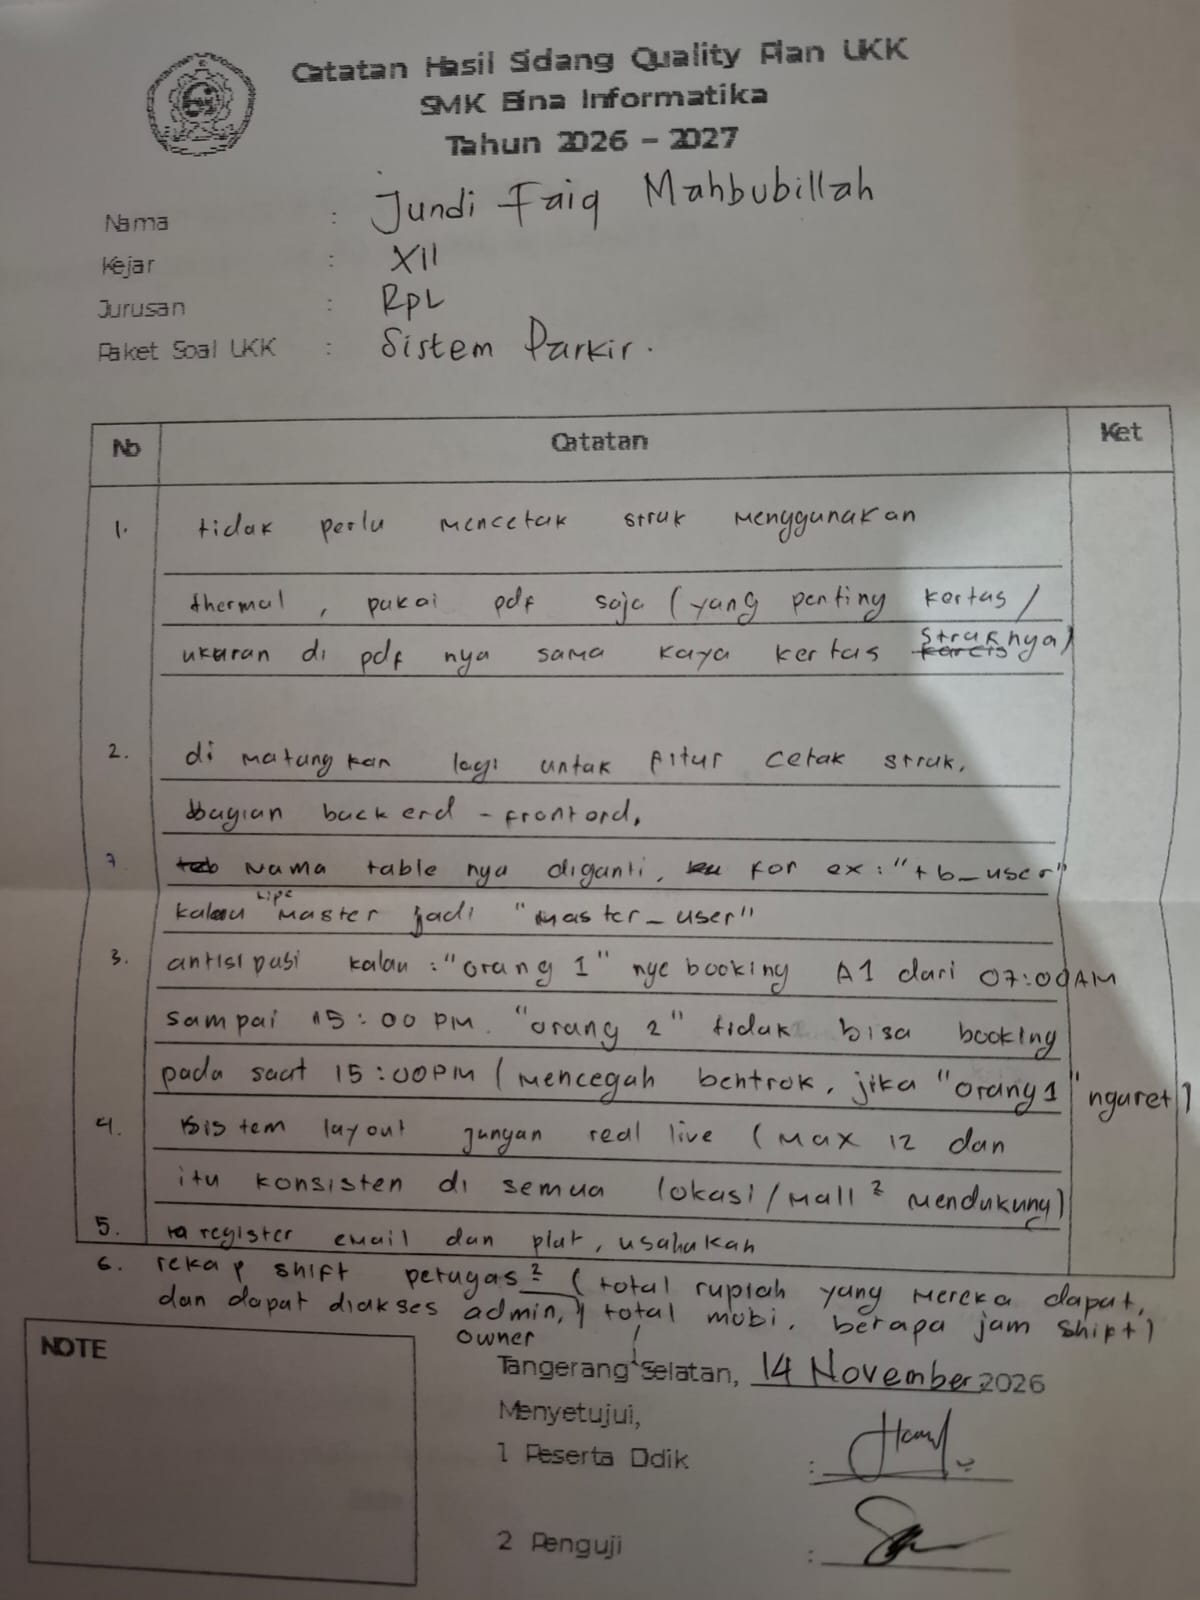 Catatan Hasil Sidang Quality Plan UKK
SMK Bina Informatika
Tahun 2026 - 2027
Nama : Jundi Faiq Mahbubillah
Kejar : XII
Jurusan : RPL
Paket Soal UKK : Sistem Parkir.
No Catatan Ket
1. tidak perlu mencetak struk menggunakan
thermal, pakai pdf saja (yang penting kertas /
ukuran di pdf nya sama kaya kertas karcis struknya)
2. di matangkan lagi untuk fitur cetak struk,
bagian backend - frontend,
7. Nama table nya diganti, for ex: "tb_user"
kalau tipe master jadi "master_user"
3. antisipasi kalau : "orang 1" nge booking A1 dari 07:00AM
sampai 15:00 PM. "orang 2" tidak bisa booking
pada saat 15:00PM (mencegah bentrok, jika "orang 1" ngaret)
4. sistem layout jangan real live (max 12 dan
itu konsisten di semua lokasi/mall² mendukung)
5. register email dan plat, usahakan
6. rekap shift petugas² (total rupiah yang mereka dapat,
dan dapat diakses admin, total mobi. berapa jam shift)
owner
NOTE
Tangerang Selatan, 14 November 2026
Menyetujui,
1 Peserta Didik :
2 Penguji :